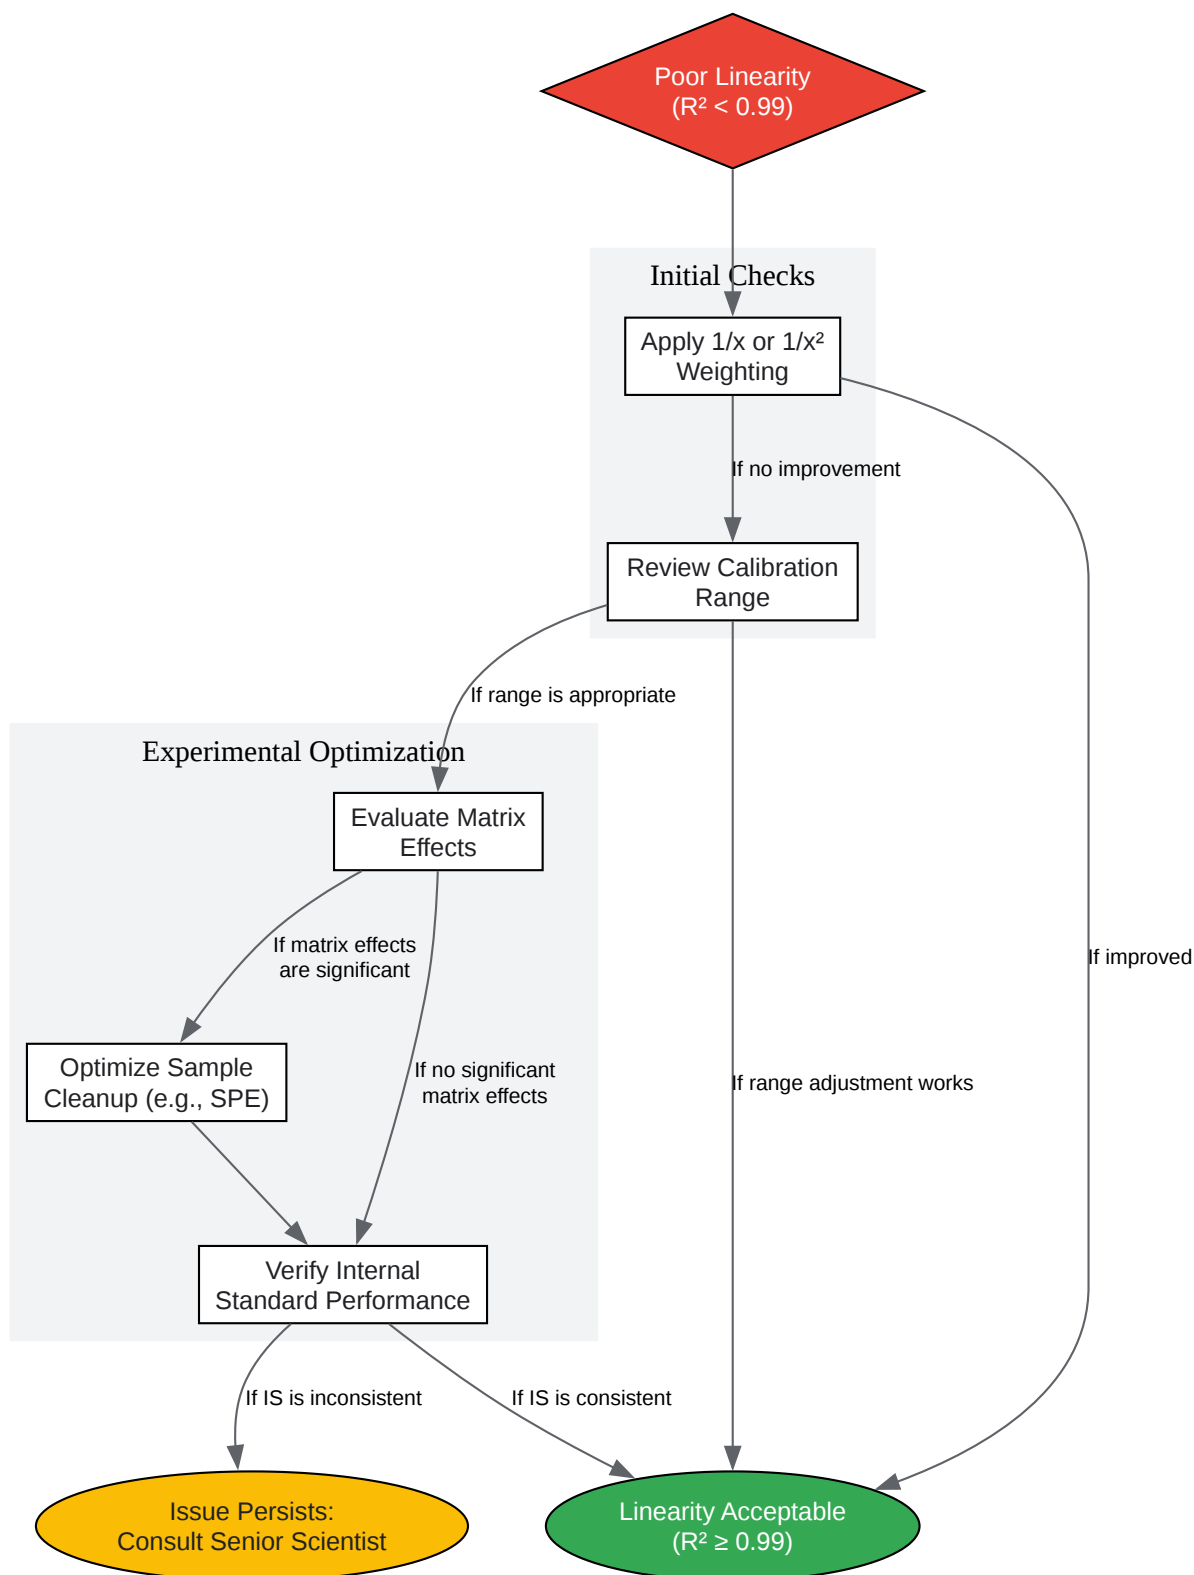 Poor Linearity
(R² < 0.99)
Initial Checks
Apply 1/x or 1/x²
Weighting
If no improvement
Review Calibration
Range
If range is appropriate
Experimental Optimization
Evaluate Matrix
Effects
If matrix effects
are significant
If improved
Optimize Sample
Cleanup (e.g., SPE)
If no significant
matrix effects
If range adjustment works
Verify Internal
Standard Performance
If IS is inconsistent
If IS is consistent
Issue Persists:
Consult Senior Scientist
Linearity Acceptable
(R² ≥ 0.99)